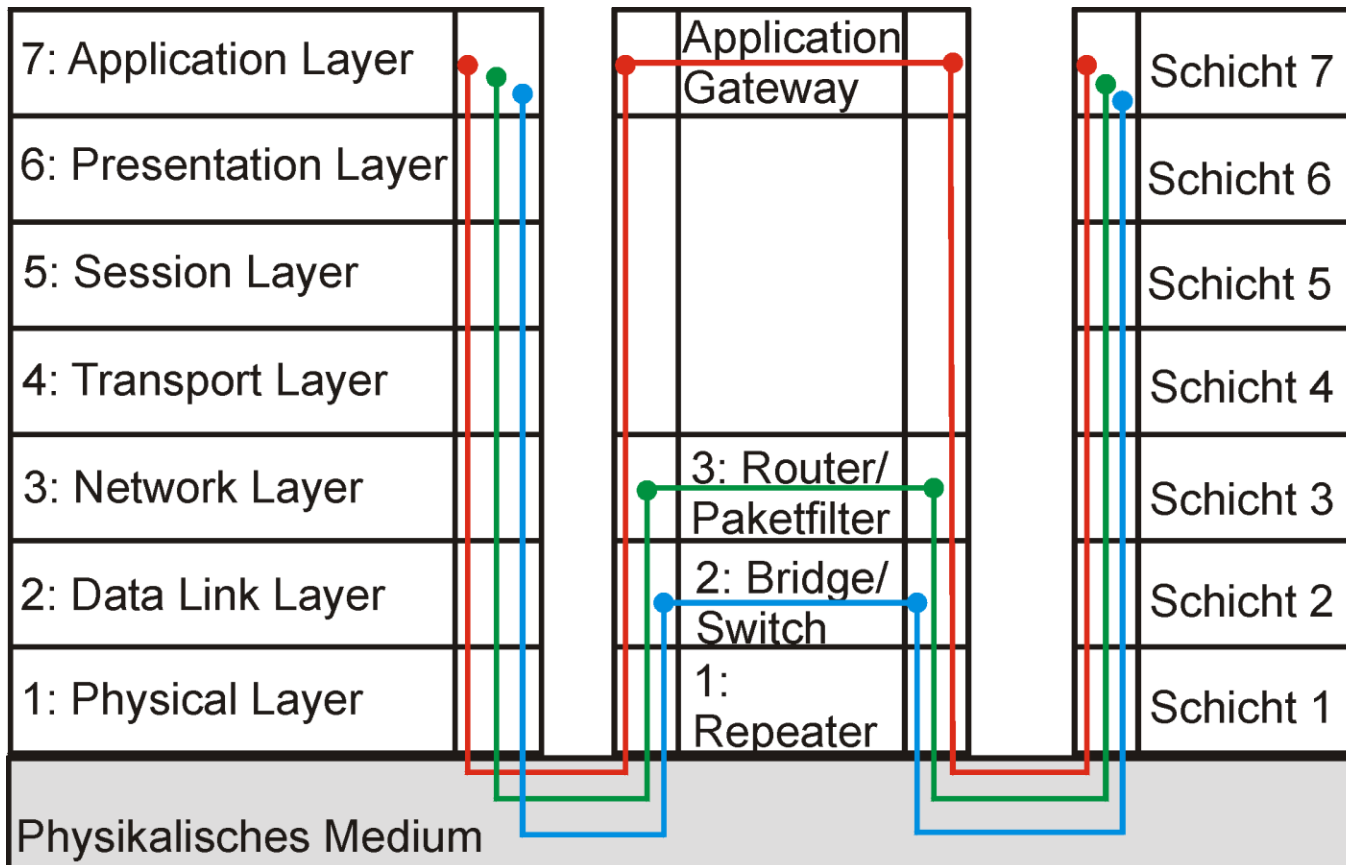 7: Application Layer
6: Presentation Layer
5: Session Layer
4: Transport Layer
3: Network Layer
2: Data Link Layer
1: Physical Layer
Application
Gateway
3: Router/
Paketfilter
2: Bridge/
Switch
1:
Repeater
Schicht 7
Schicht 6
Schicht 5
Schicht 4
Schicht 3
Schicht 2
Schicht 1
Physikalisches Medium